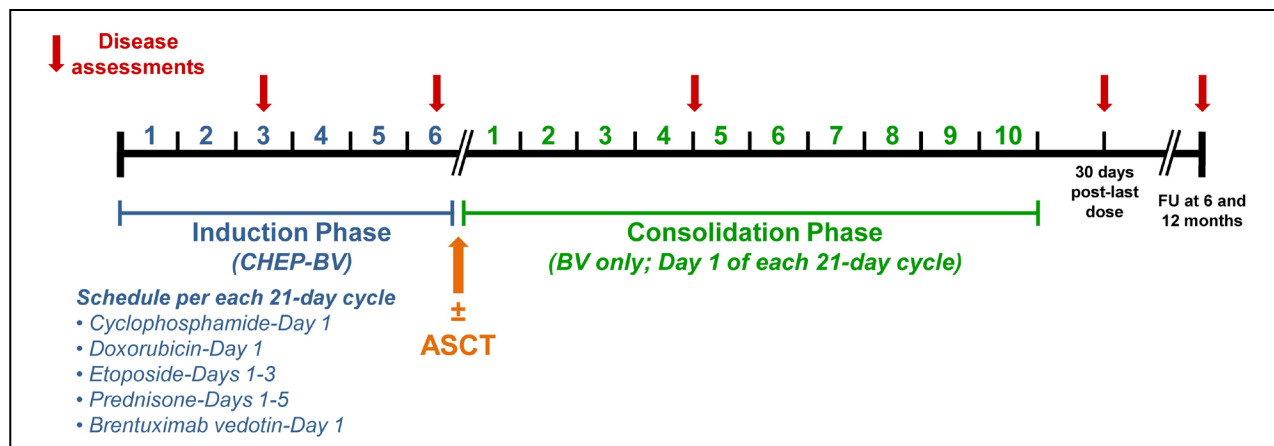 Disease
assessments
1 2 3 4 5 6 1 2 3 4 5 6 7 8 9 10
30 days
post-last
dose
FU at 6 and
12 months
Induction Phase
(CHEP-BV)
Consolidation Phase
(BV only; Day 1 of each 21-day cycle)
Schedule per each 21-day cycle
• Cyclophosphamide-Day 1
• Doxorubicin-Day 1
• Etoposide-Days 1-3
• Prednisone-Days 1-5
• Brentuximab vedotin-Day 1
±
ASCT